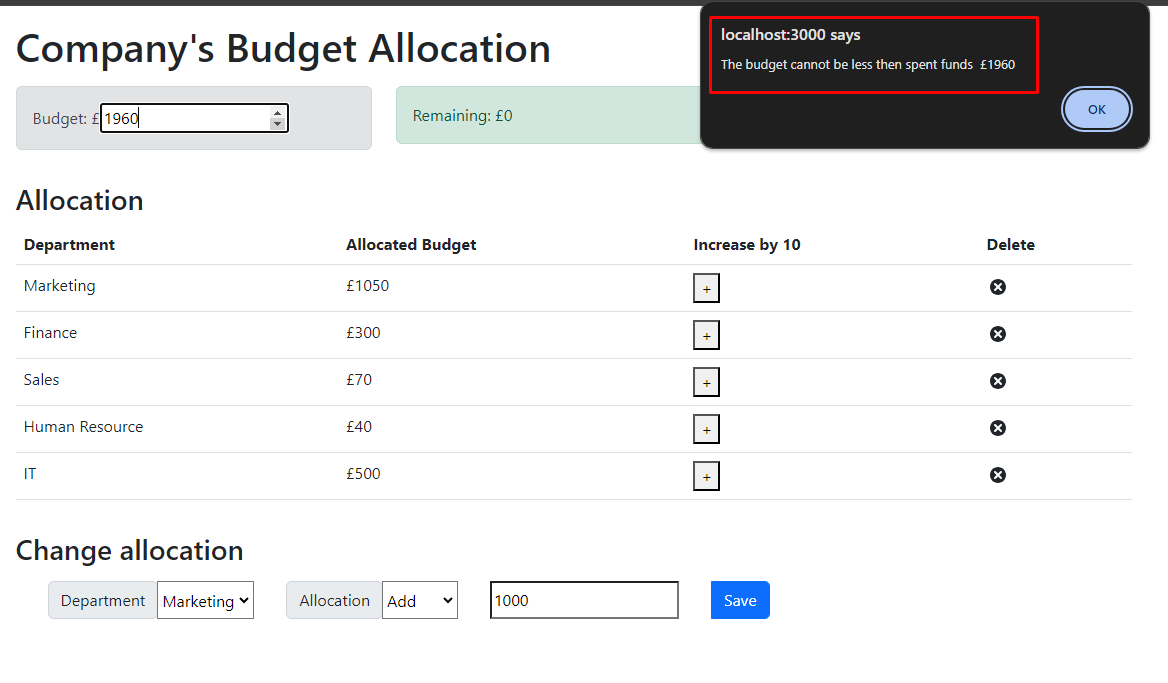 Company's Budget Allocation
localhost:3000 says
The budget cannot be less then spent funds £1960
OK
Budget: £ 1960
Remaining: £0
Allocation
Department Allocated Budget Increase by 10 Delete
Marketing £1050 +
Finance £300 +
Sales £70 +
Human Resource £40 +
IT £500 +
Change allocation
Department Marketing Allocation Add 1000 Save